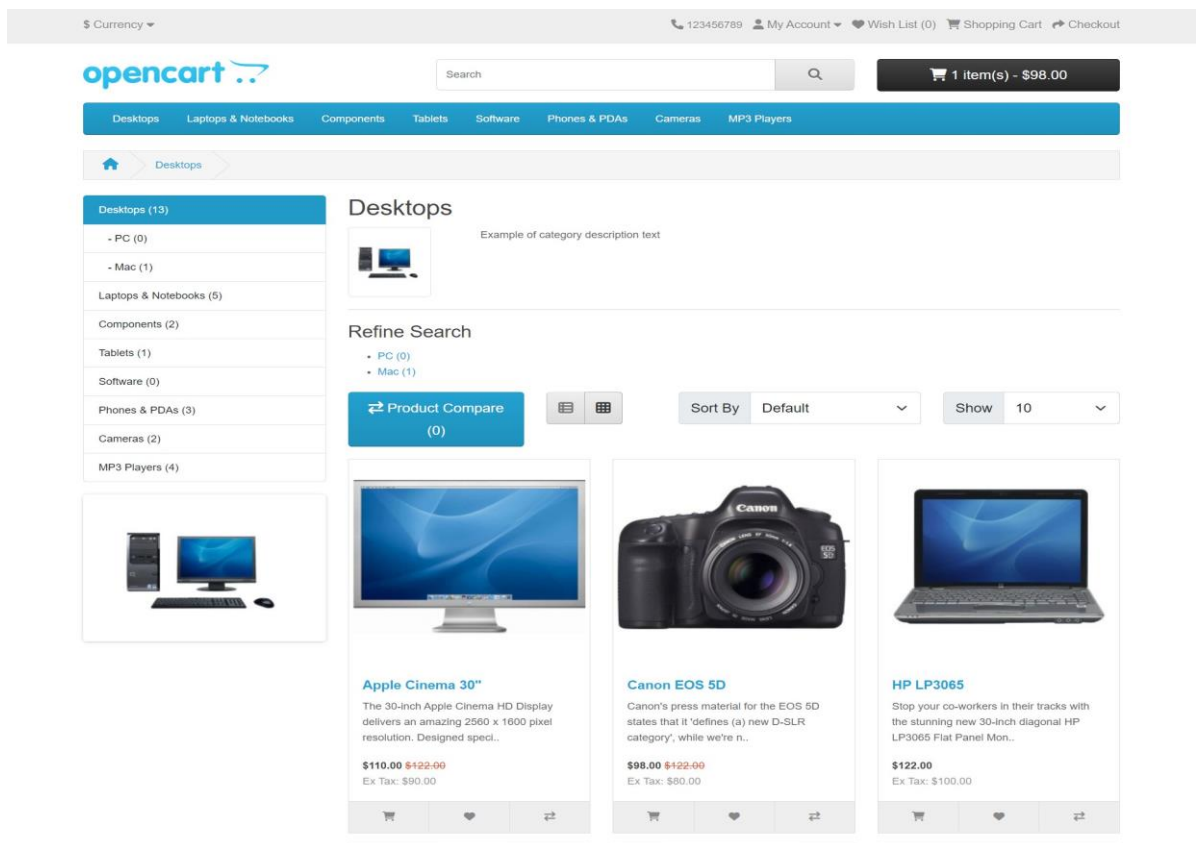 $ Currency
123456789 My Account Wish List (0) Shopping Cart Checkout
opencart
Search
1 item(s) - $98.00
Desktops Laptops & Notebooks Components Tablets Software Phones & PDAs Cameras MP3 Players
Desktops
Desktops (13)
- PC (0)
- Mac (1)
Laptops & Notebooks (5)
Components (2)
Tablets (1)
Software (0)
Phones & PDAs (3)
Cameras (2)
MP3 Players (4)
Desktops
Example of category description text
Refine Search
PC (0)
Mac (1)
Product Compare
(0)
Sort By Default
Show 10
Canon
EOS
5D
Apple Cinema 30"
The 30-inch Apple Cinema HD Display
delivers an amazing 2560 x 1600 pixel
resolution. Designed speci..
$110.00 $122.00
Ex Tax: $90.00
Canon EOS 5D
Canon's press material for the EOS 5D
states that it 'defines (a) new D-SLR
category', while we're n..
$98.00 $122.00
Ex Tax: $80.00
HP LP3065
Stop your co-workers in their tracks with
the stunning new 30-inch diagonal HP
LP3065 Flat Panel Mon..
$122.00
Ex Tax: $100.00